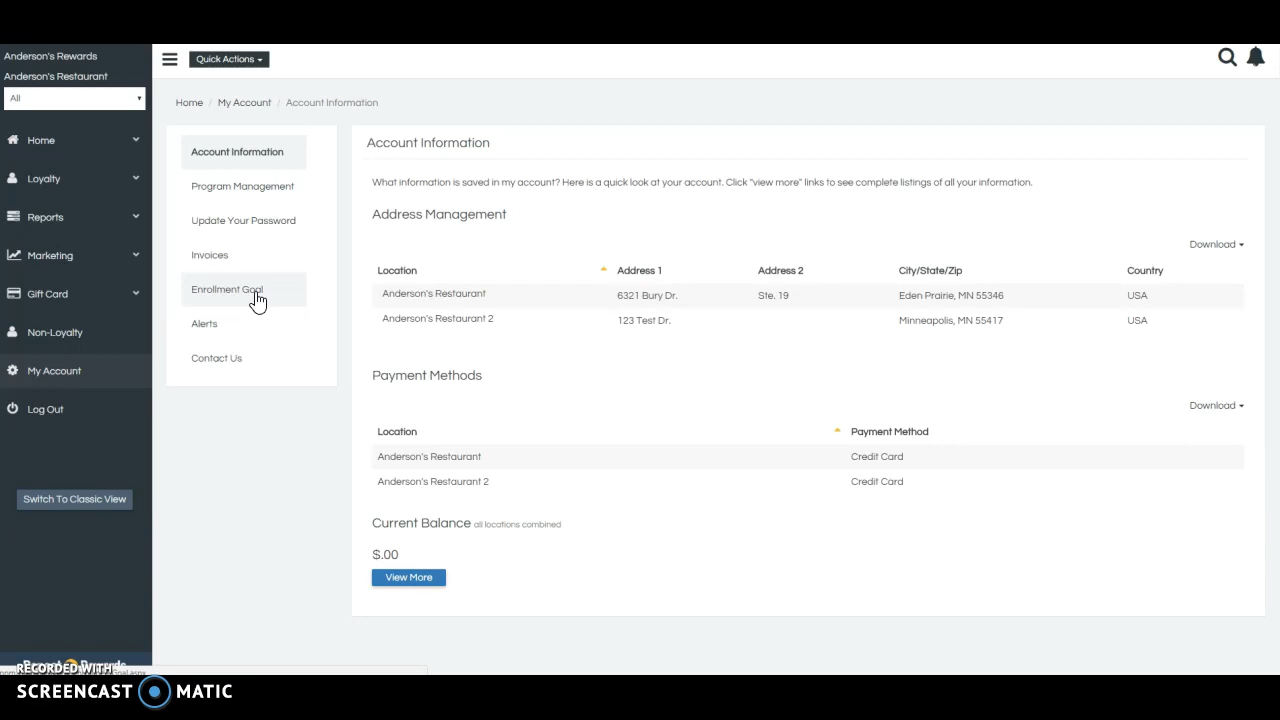 Anderson's Rewards
Anderson's Restaurant
All
Home
Loyalty
Reports
Marketing
Gift Card
Non-Loyalty
My Account
Log Out
Switch To Classic View
Quick Actions
Home / My Account / Account Information
Account Information
Program Management
Update Your Password
Invoices
Enrollment Goal
Alerts
Contact Us
Account Information
What information is saved in my account? Here is a quick look at your account. Click "view more" links to see complete listings of all your information.
Address Management
Download
Location Address 1 Address 2 City/State/Zip Country
Anderson's Restaurant 6321 Bury Dr. Ste. 19 Eden Prairie, MN 55346 USA
Anderson's Restaurant 2 123 Test Dr. Minneapolis, MN 55417 USA
Payment Methods
Download
Location Payment Method
Anderson's Restaurant Credit Card
Anderson's Restaurant 2 Credit Card
Current Balance all locations combined
$.00
View More
RECORDED WITH
SCREENCAST MATIC